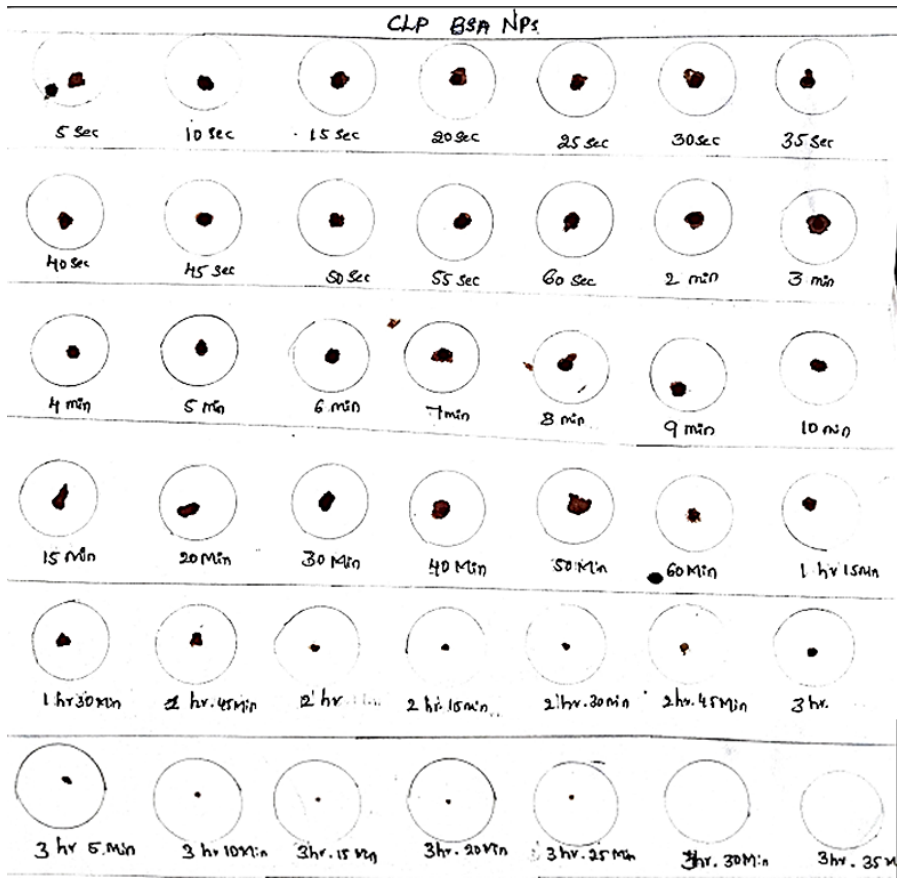 CLP BSA NPs
5 Sec 10 Sec 15 Sec 20 Sec 25 Sec 30 Sec 35 Sec
40 Sec 45 Sec 50 Sec 55 Sec 60 Sec 2 min 3 min
4 min 5 min 6 min 7 min 8 min 9 min 10 min
15 Min 20 Min 30 Min 40 Min 50 Min 60 Min 1 hr 15 Min
1 hr 30 Min 1 hr. 45 Min 2 hr 2 hr. 15 Min 2 hr. 30 Min 2 hr. 45 Min 3 hr.
3 hr 5. Min 3 hr 10 Min 3 hr. 15 Min 3 hr. 20 Min 3 hr. 25 Min 3 hr. 30 Min 3 hr. 35 M